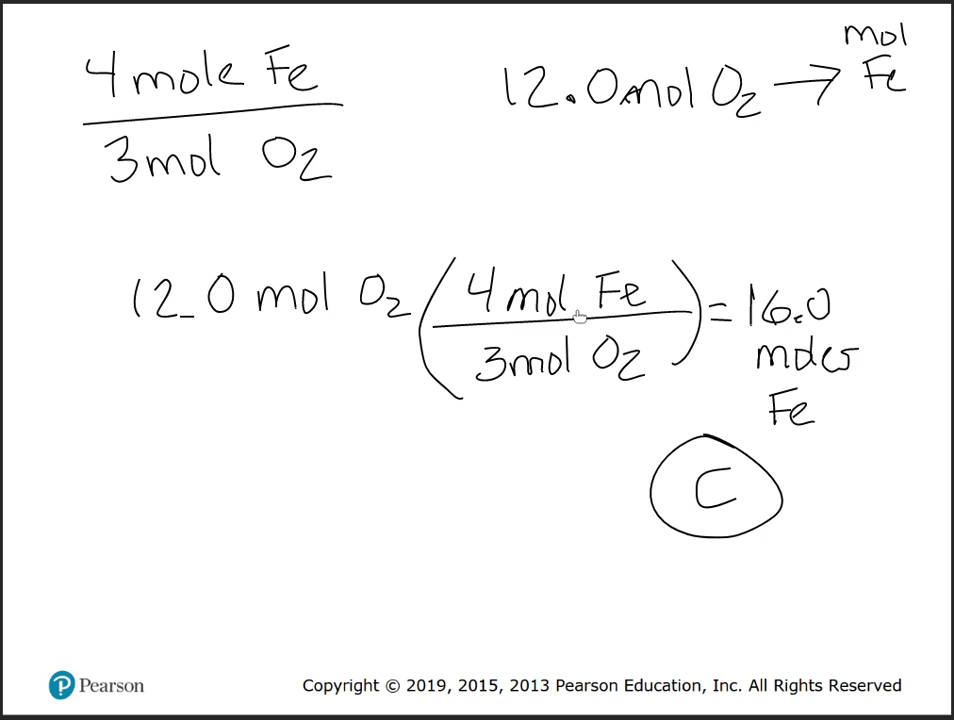 4 mole Fe
3 mol O2
12.0 mol O2 → mol Fe
12.0 mol O2 (4 mol Fe / 3 mol O2) = 16.0
moles
Fe
C
Pearson
Copyright © 2019, 2015, 2013 Pearson Education, Inc. All Rights Reserved